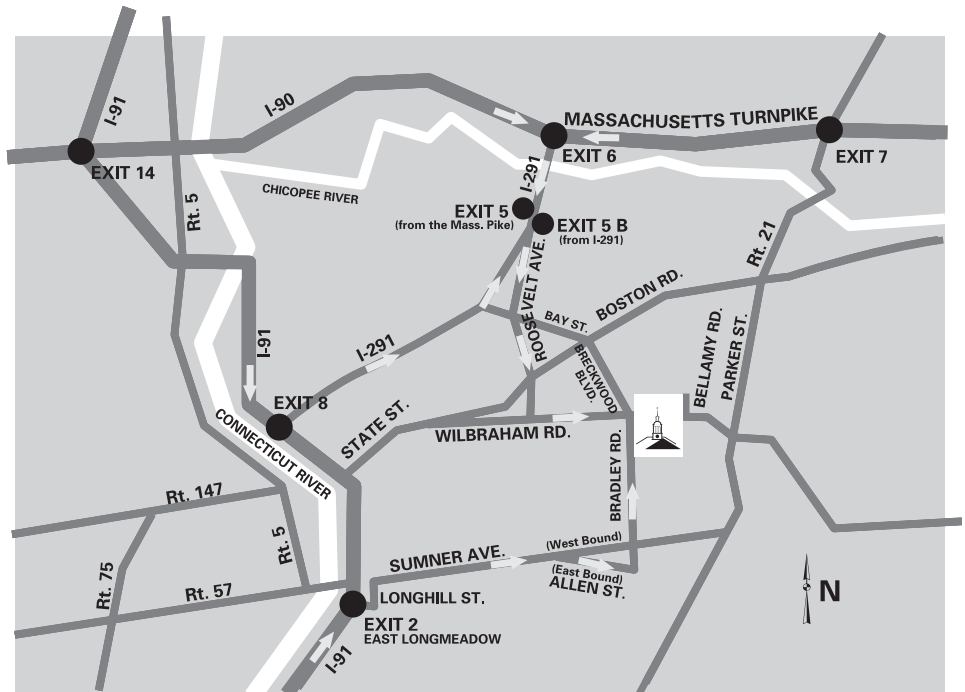 I-91
I-90
MASSACHUSETTS TURNPIKE
EXIT 6
EXIT 7
EXIT 14
CHICOPEE RIVER
I-291
Rt. 5
EXIT 5
(from the Mass. Pike)
EXIT 5 B
(from I-291)
Rt. 21
ROOSEVELT AVE.
BOSTON RD.
BAY ST.
I-91
I-291
BRECKWOOD
BLVD.
BELLAMY RD.
PARKER ST.
EXIT 8
STATE ST.
WILBRAHAM RD.
CONNECTICUT RIVER
BRADLEY RD.
Rt. 147
Rt. 5
SUMNER AVE.
(West Bound)
(East Bound)
ALLEN ST.
Rt. 75
Rt. 57
LONGHILL ST.
EXIT 2
EAST LONGMEADOW
I-91
N